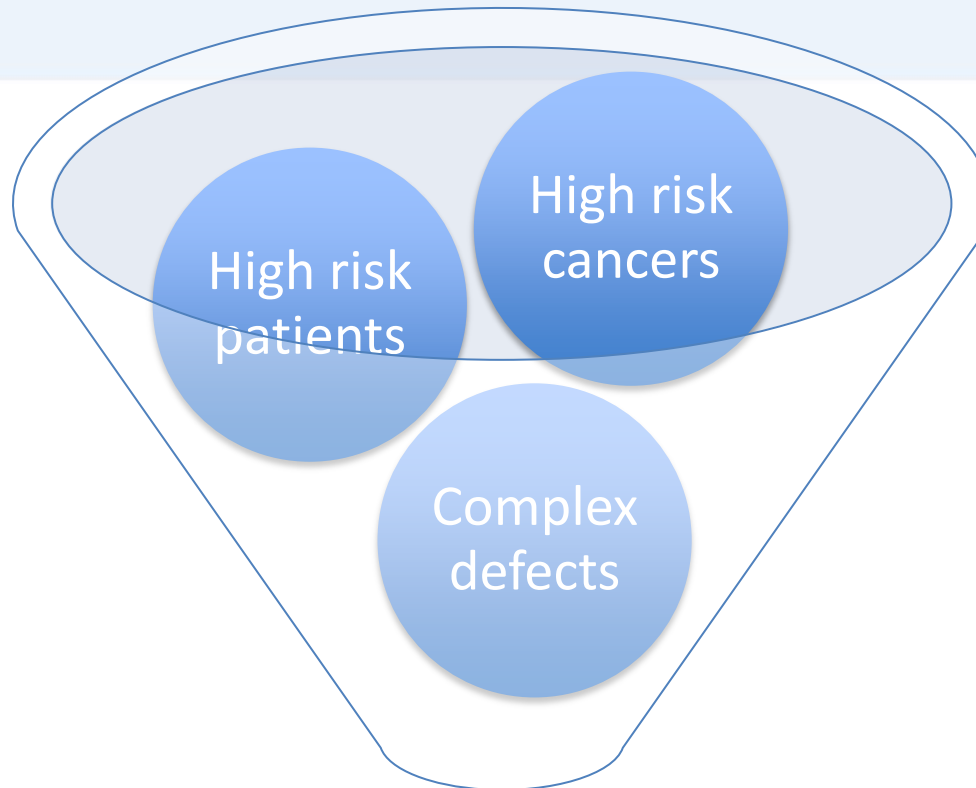 High risk
cancers
High risk
patients
Complex
defects